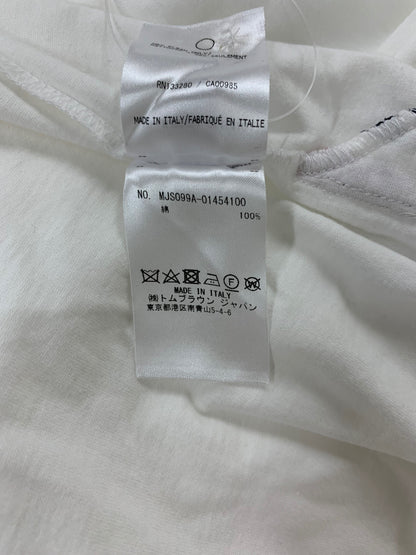 RN133280 / CA00985
MADE IN ITALY/FABRIQUÉ EN ITALIE
NO. MJS099A-01454100
綿 100%
MADE IN ITALY
㈱トムブラウン ジャパン
東京都港区南青山5-4-6